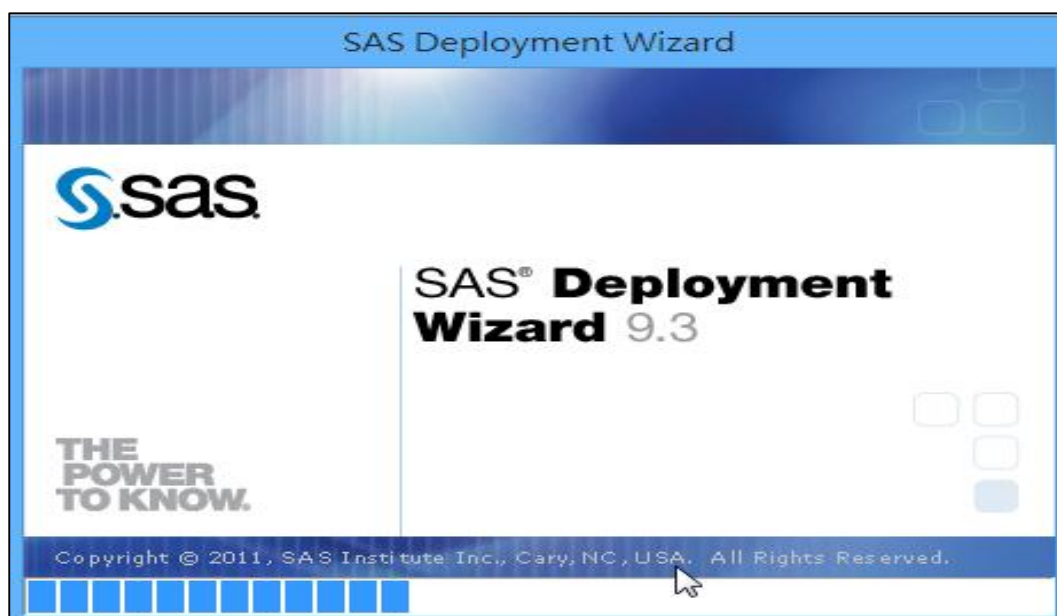 SAS Deployment Wizard
sas
SAS® Deployment
Wizard 9.3
THE
POWER
TO KNOW.
Copyright © 2011, SAS Institute Inc., Cary, NC, USA. All Rights Reserved.